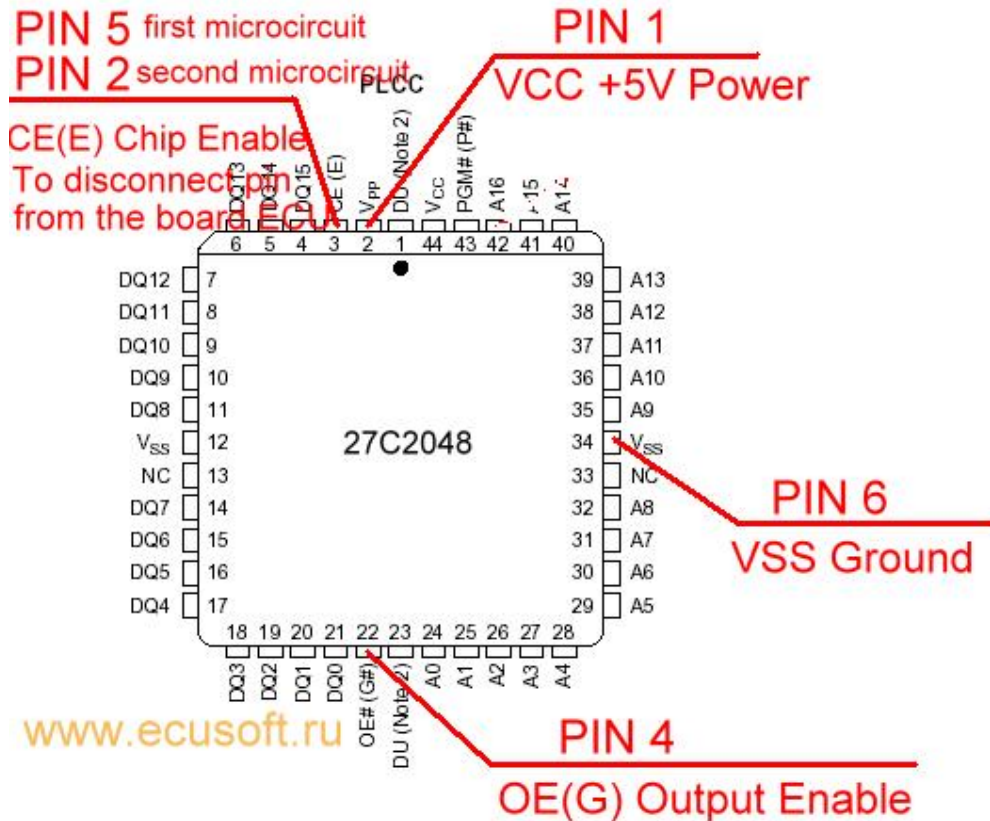 PIN 5 first microcircuit
PIN 2 second microcircuit
CE(E) Chip Enable
To disconnect pin
from the board ECU
PIN 1
VCC +5V Power
PLCC
DQ13
DQ14
DQ15
CE (E)
VPP
DU (Note 2)
VCC
PGM# (P#)
A16
A15
A14
6 5 4 3 2 1 44 43 42 41 40
DQ12 7 39 A13
DQ11 8 38 A12
DQ10 9 37 A11
DQ9 10 36 A10
DQ8 11 35 A9
VSS 12 27C2048 34 VSS
NC 13 33 NC
DQ7 14 32 A8
DQ6 15 31 A7
DQ5 16 30 A6
DQ4 17 29 A5
18 19 20 21 22 23 24 25 26 27 28
DQ3
DQ2
DQ1
DQ0
OE# (G#)
DU (Note 2)
A0
A1
A2
A3
A4
PIN 6
VSS Ground
www.ecusoft.ru
PIN 4
OE(G) Output Enable